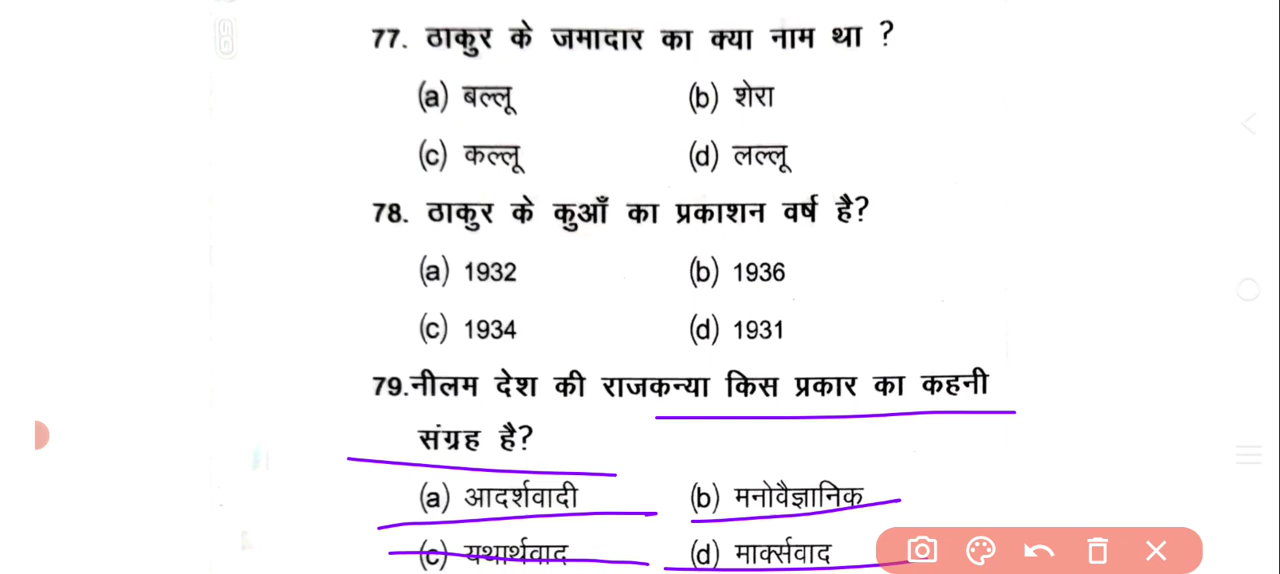 77. ठाकुर के जमादार का क्या नाम था ?
(a) बल्लू (b) शेरा
(c) कल्लू (d) लल्लू
78. ठाकुर के कुआँ का प्रकाशन वर्ष है?
(a) 1932 (b) 1936
(c) 1934 (d) 1931
79.नीलम देश की राजकन्या किस प्रकार का कहनी
संग्रह है?
(a) आदर्शवादी (b) मनोवैज्ञानिक
(c) यथार्थवाद (d) मार्क्सवाद